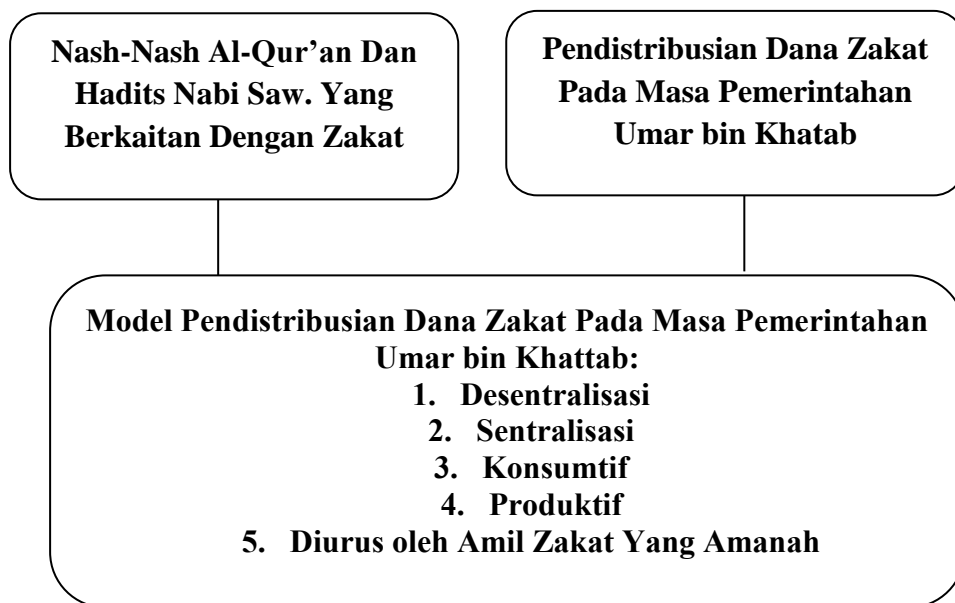 Nash-Nash Al-Qur’an Dan
Hadits Nabi Saw. Yang
Berkaitan Dengan Zakat
Pendistribusian Dana Zakat
Pada Masa Pemerintahan
Umar bin Khatab
Model Pendistribusian Dana Zakat Pada Masa Pemerintahan
Umar bin Khattab:
1. Desentralisasi
2. Sentralisasi
3. Konsumtif
4. Produktif
5. Diurus oleh Amil Zakat Yang Amanah